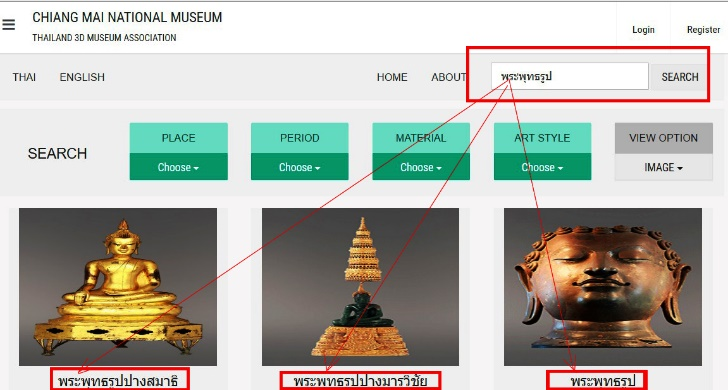 CHIANG MAI NATIONAL MUSEUM
THAILAND 3D MUSEUM ASSOCIATION
Login Register
THAI ENGLISH HOME ABOUT พระพุทธรูป SEARCH
SEARCH
PLACE PERIOD MATERIAL ART STYLE VIEW OPTION
Choose Choose Choose Choose IMAGE
พระพุทธรูปปางสมาธิ พระพุทธรูปปางมารวิชัย พระพุทธรูป